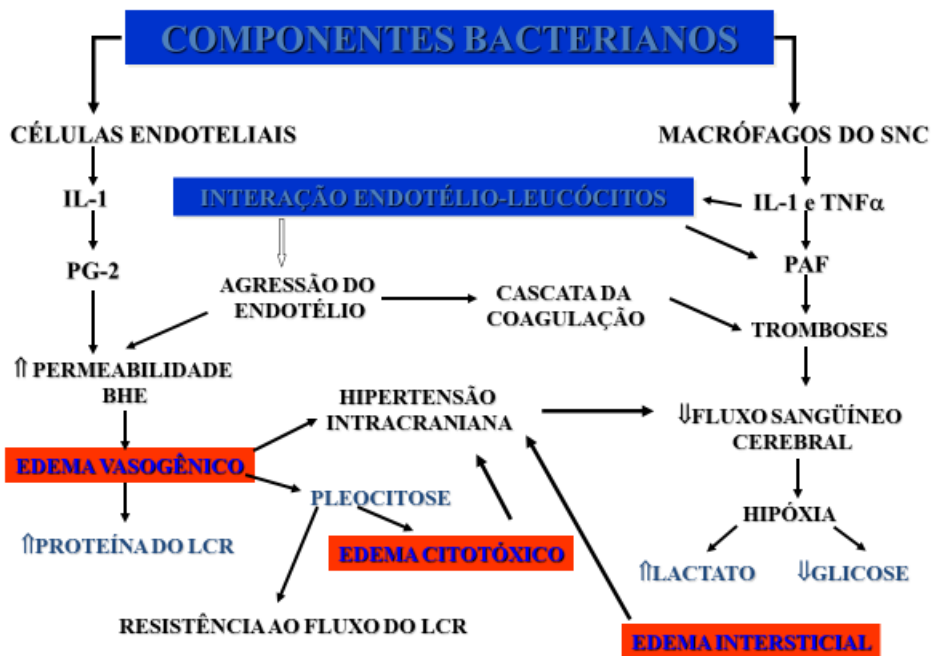 COMPONENTES BACTERIANOS
CÉLULAS ENDOTELIAIS
MACRÓFAGOS DO SNC
IL-1
INTERAÇÃO ENDOTÉLIO-LEUCÓCITOS
IL-1 e TNFα
PG-2
PAF
AGRESSÃO DO
ENDOTÉLIO
CASCATA DA
COAGULAÇÃO
TROMBOSES
⇑PERMEABILIDADE
BHE
HIPERTENSÃO
INTRACRANIANA
⇓FLUXO SANGÜÍNEO
CEREBRAL
EDEMA VASOGÊNICO
PLEOCITOSE
HIPÓXIA
⇑PROTEÍNA DO LCR
EDEMA CITOTÓXICO
⇑LACTATO
⇓GLICOSE
RESISTÊNCIA AO FLUXO DO LCR
EDEMA INTERSTICIAL